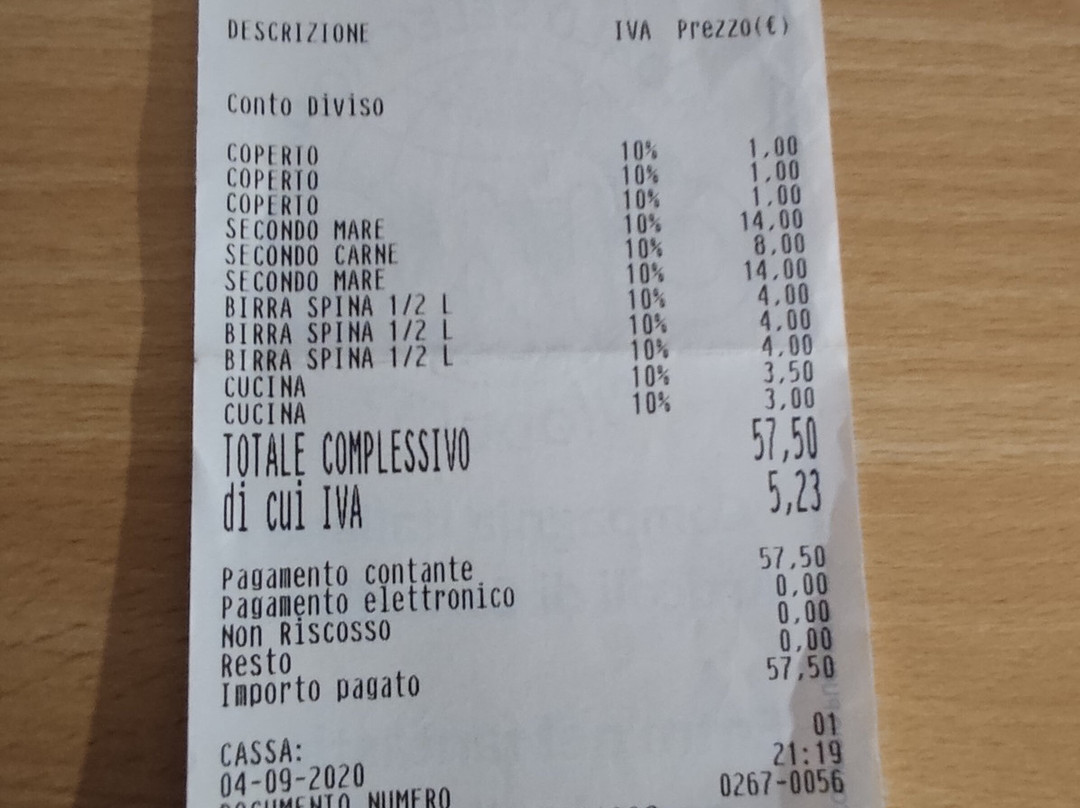 DESCRIZIONE IVA Prezzo(€)
Conto Diviso
COPERTO 10% 1,00
COPERTO 10% 1,00
COPERTO 10% 1,00
SECONDO MARE 10% 14,00
SECONDO CARNE 10% 8,00
SECONDO MARE 10% 14,00
BIRRA SPINA 1/2 L 10% 4,00
BIRRA SPINA 1/2 L 10% 4,00
BIRRA SPINA 1/2 L 10% 4,00
CUCINA 10% 3,50
CUCINA 10% 3,00
TOTALE COMPLESSIVO 57,50
di cui IVA 5,23
Pagamento contante 57,50
Pagamento elettronico 0,00
Non Riscosso 0,00
Resto 0,00
Importo pagato 57,50
CASSA: 01
04-09-2020 21:19
DOCUMENTO NUMERO 0267-0056